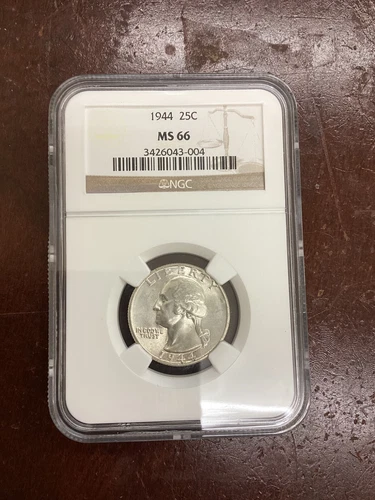 1944 25C
MS 66
3426043-004
NGC
LIBERTY
IN GOD WE
TRUST
1944